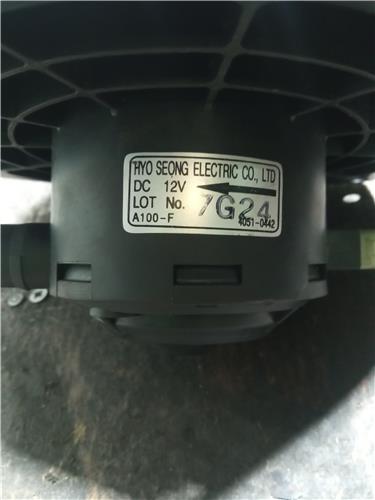 HYO SEONG ELECTRIC CO., LTD
DC 12V
LOT No. 7G24
A100-F 4051-0442